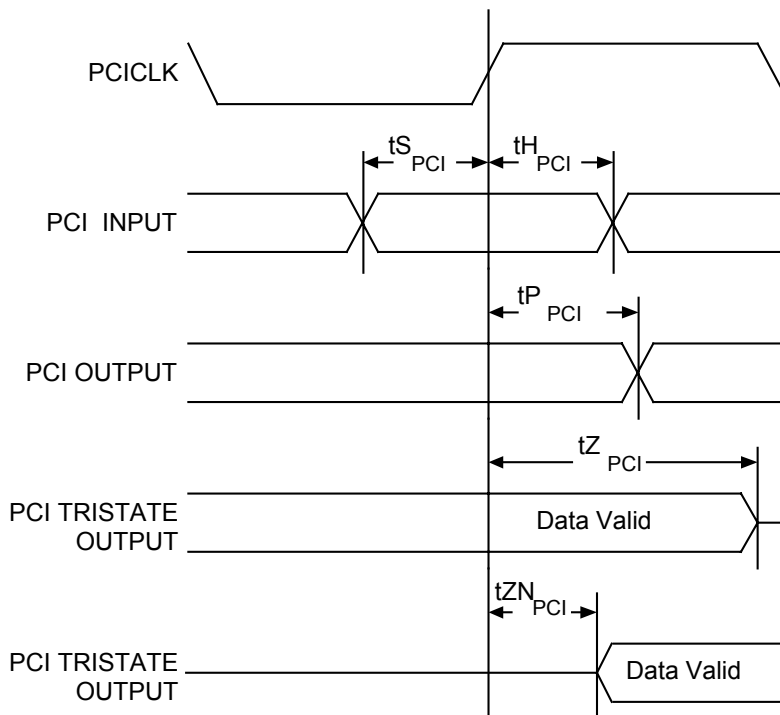 PCICLK
tS PCI
tH PCI
PCI INPUT
tP PCI
PCI OUTPUT
tZ PCI
PCI TRISTATE
OUTPUT
Data Valid
tZN PCI
PCI TRISTATE
OUTPUT
Data Valid